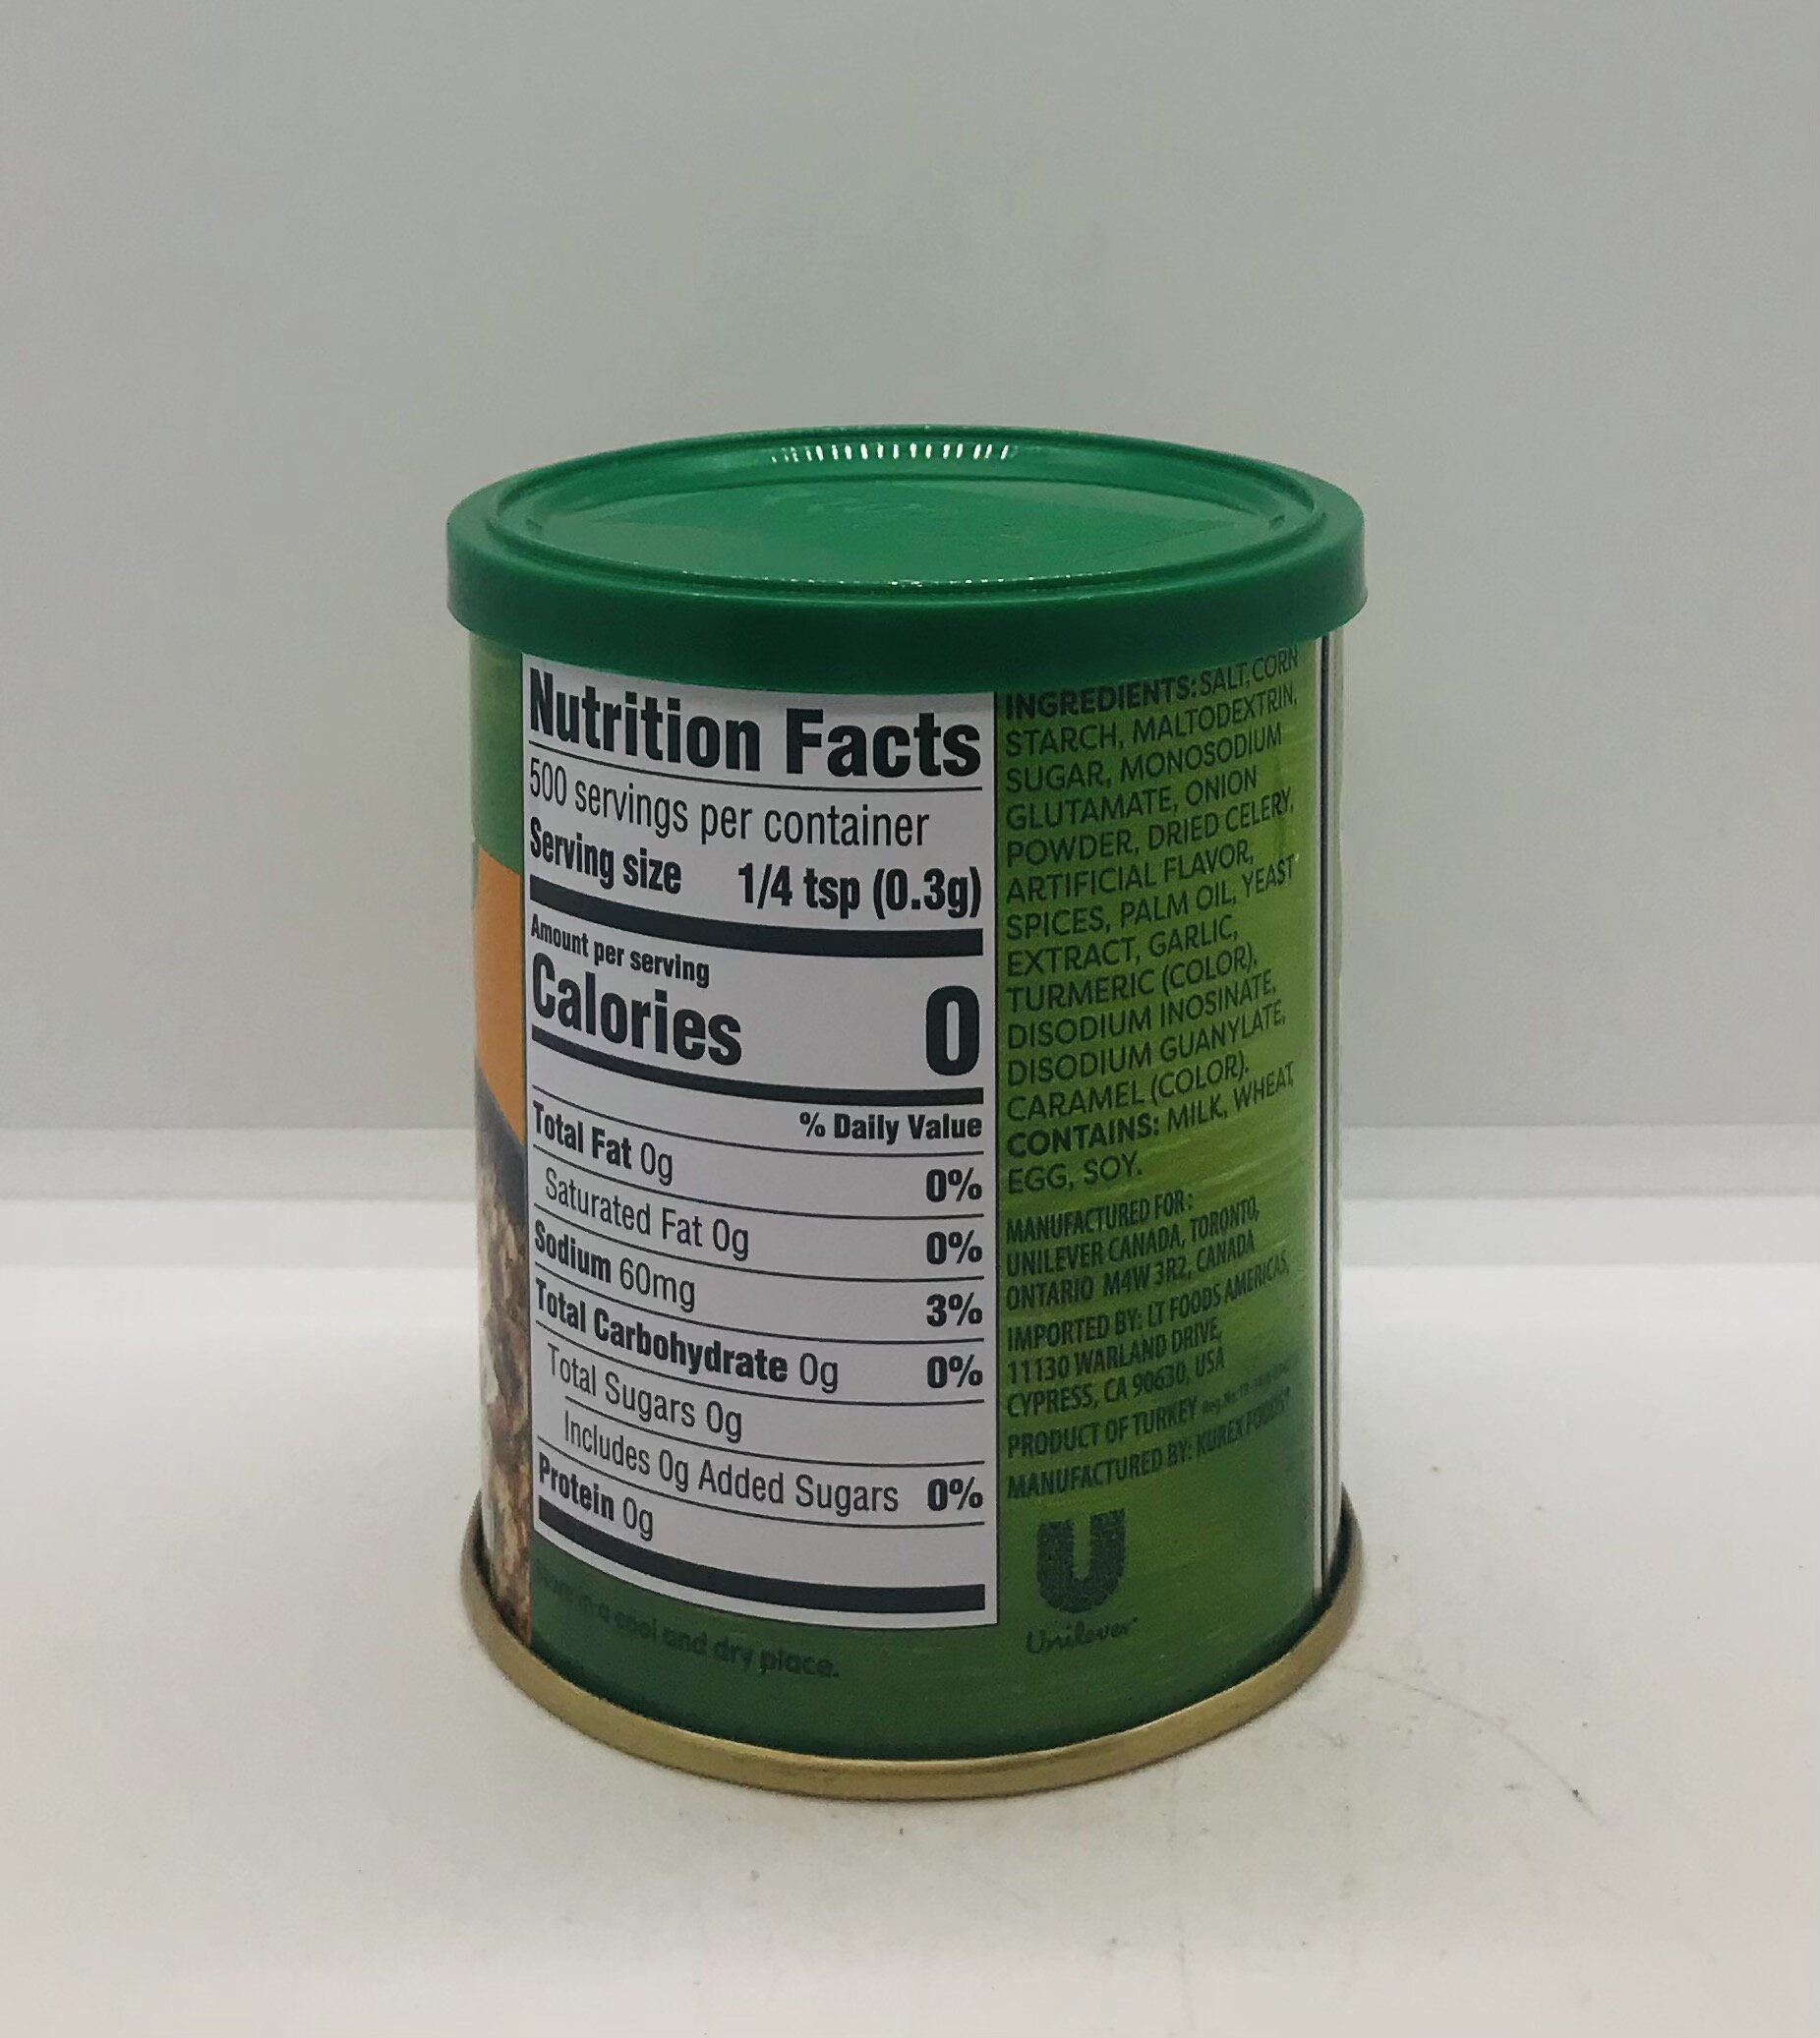 Nutrition Facts
500 servings per container
Serving size 1/4 tsp (0.3g)
Amount per serving
Calories 0
% Daily Value
Total Fat 0g 0%
Saturated Fat 0g 0%
Sodium 60mg 3%
Total Carbohydrate 0g 0%
Total Sugars 0g
Includes 0g Added Sugars 0%
Protein 0g
in a cool and dry place.
INGREDIENTS: SALT, CORN
STARCH, MALTODEXTRIN,
SUGAR, MONOSODIUM
GLUTAMATE, ONION
POWDER, DRIED CELERY,
ARTIFICIAL FLAVOR,
SPICES, PALM OIL, YEAST
EXTRACT, GARLIC,
TURMERIC (COLOR),
DISODIUM INOSINATE,
DISODIUM GUANYLATE,
CARAMEL (COLOR).
CONTAINS: MILK, WHEAT,
EGG, SOY.
MANUFACTURED FOR:
UNILEVER CANADA, TORONTO,
ONTARIO M4W 3R2, CANADA
IMPORTED BY: LT FOODS AMERICAS,
11130 WARLAND DRIVE,
CYPRESS, CA 90630, USA
PRODUCT OF TURKEY
MANUFACTURED BY: KUREX FOODS
U
Unilever